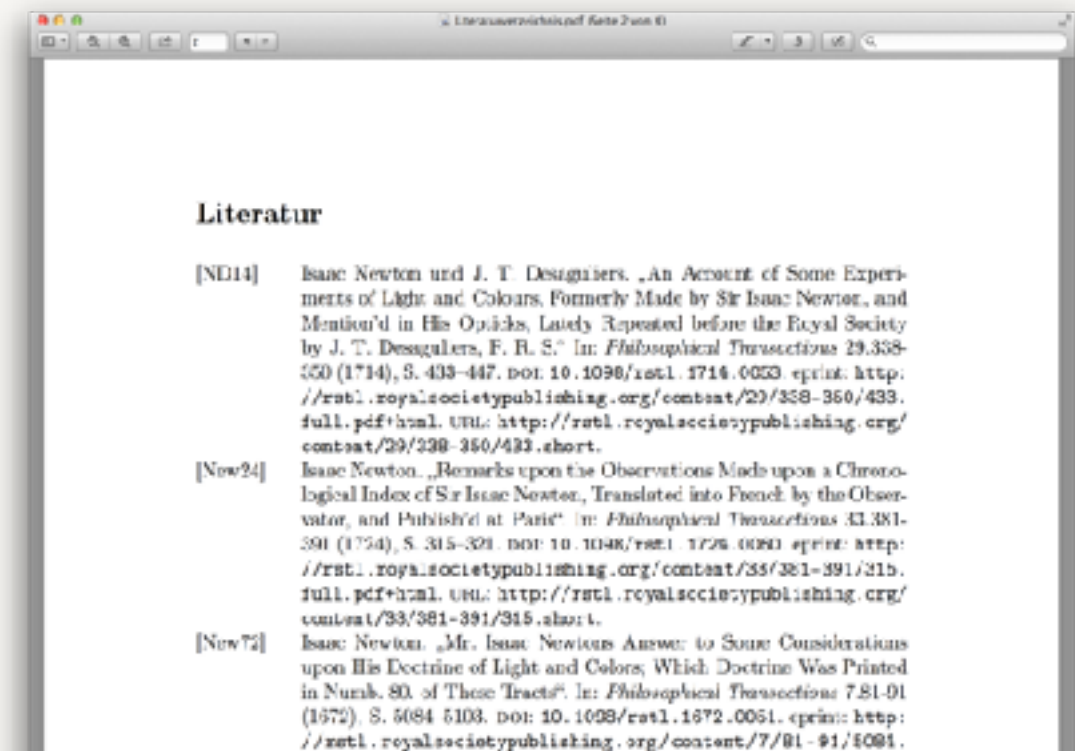 Literaturverzeichnis.pdf (Seite 2 von 6)
Literatur
[ND14] Isaac Newton und J. T. Desaguliers. „An Account of Some Experi-
ments of Light and Colours, Formerly Made by Sir Isaac Newton, and
Mention'd in His Opticks, Lately Repeated before the Royal Society
by J. T. Desaguliers, F. R. S.“ In: Philosophical Transactions 29.338-
350 (1714), S. 433–447. DOI: 10.1098/rstl.1714.0053. eprint: http:
//rstl.royalsocietypublishing.org/content/29/338-350/433.
full.pdf+html. URL: http://rstl.royalsocietypublishing.org/
content/29/338-350/433.short.
[New24] Isaac Newton. „Remarks upon the Observations Made upon a Chrono-
logical Index of Sir Isaac Newton, Translated into French by the Obser-
vator, and Publish'd at Paris“. In: Philosophical Transactions 33.381-
391 (1724), S. 315–321. DOI: 10.1098/rstl.1724.0060. eprint: http:
//rstl.royalsocietypublishing.org/content/33/381-391/315.
full.pdf+html. URL: http://rstl.royalsocietypublishing.org/
content/33/381-391/315.short.
[New72] Isaac Newton. „Mr. Isaac Newtons Answer to Some Considerations
upon His Doctrine of Light and Colors; Which Doctrine Was Printed
in Numb. 80. of These Tracts“. In: Philosophical Transactions 7.81-91
(1672), S. 5084–5103. DOI: 10.1098/rstl.1672.0051. eprint: http:
//rstl.royalsocietypublishing.org/content/7/81-91/5084.